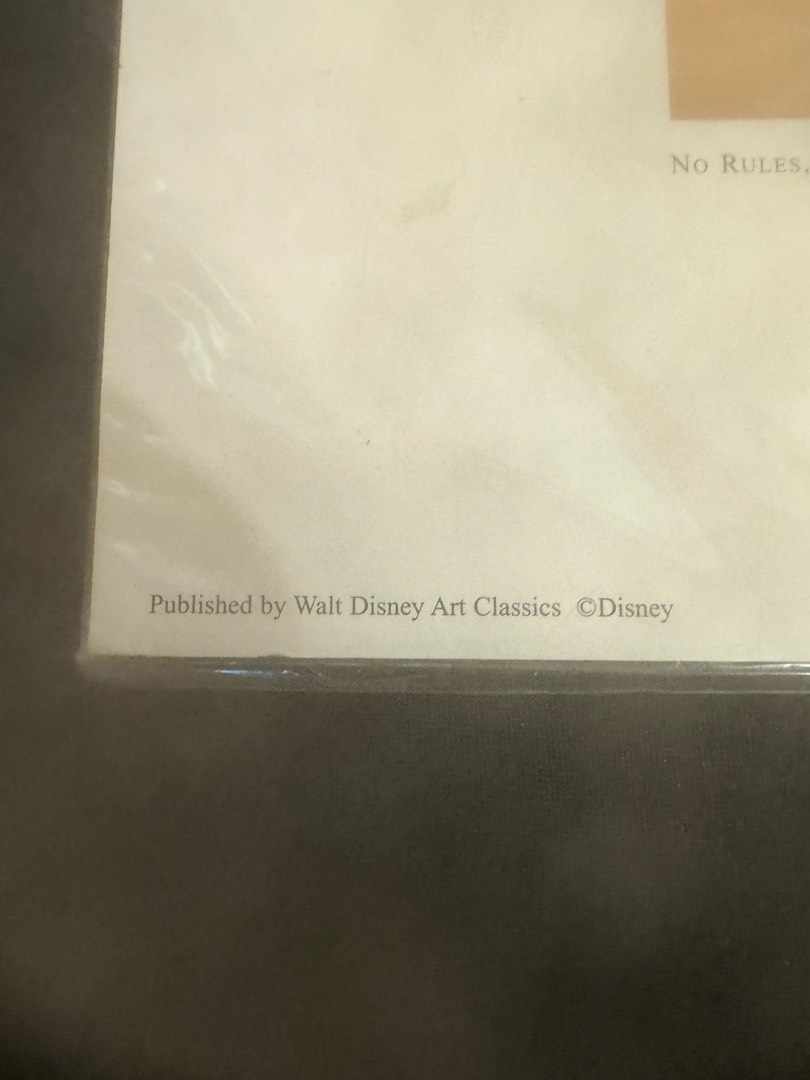 No Rules.
Published by Walt Disney Art Classics ©Disney